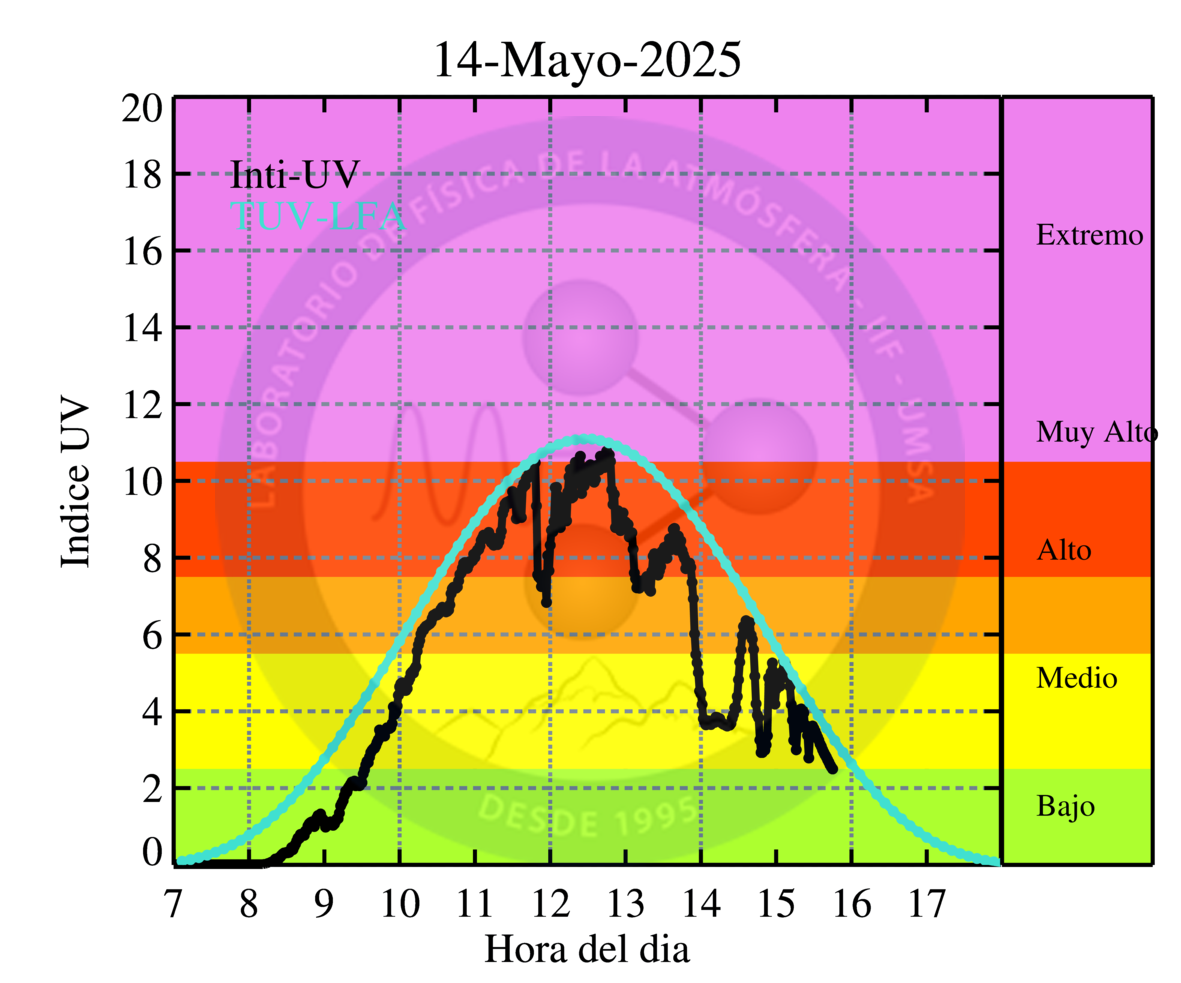 14-Mayo-2025
20
18
16
14
12
10
8
6
4
2
0
Indice UV
Inti-UV
TUV-LFA
LABORATORIO DE FÍSICA DE LA ATMÓSFERA - IIF - UMSA
DESDE 1995
Extremo
Muy Alto
Alto
Medio
Bajo
7 8 9 10 11 12 13 14 15 16 17
Hora del dia